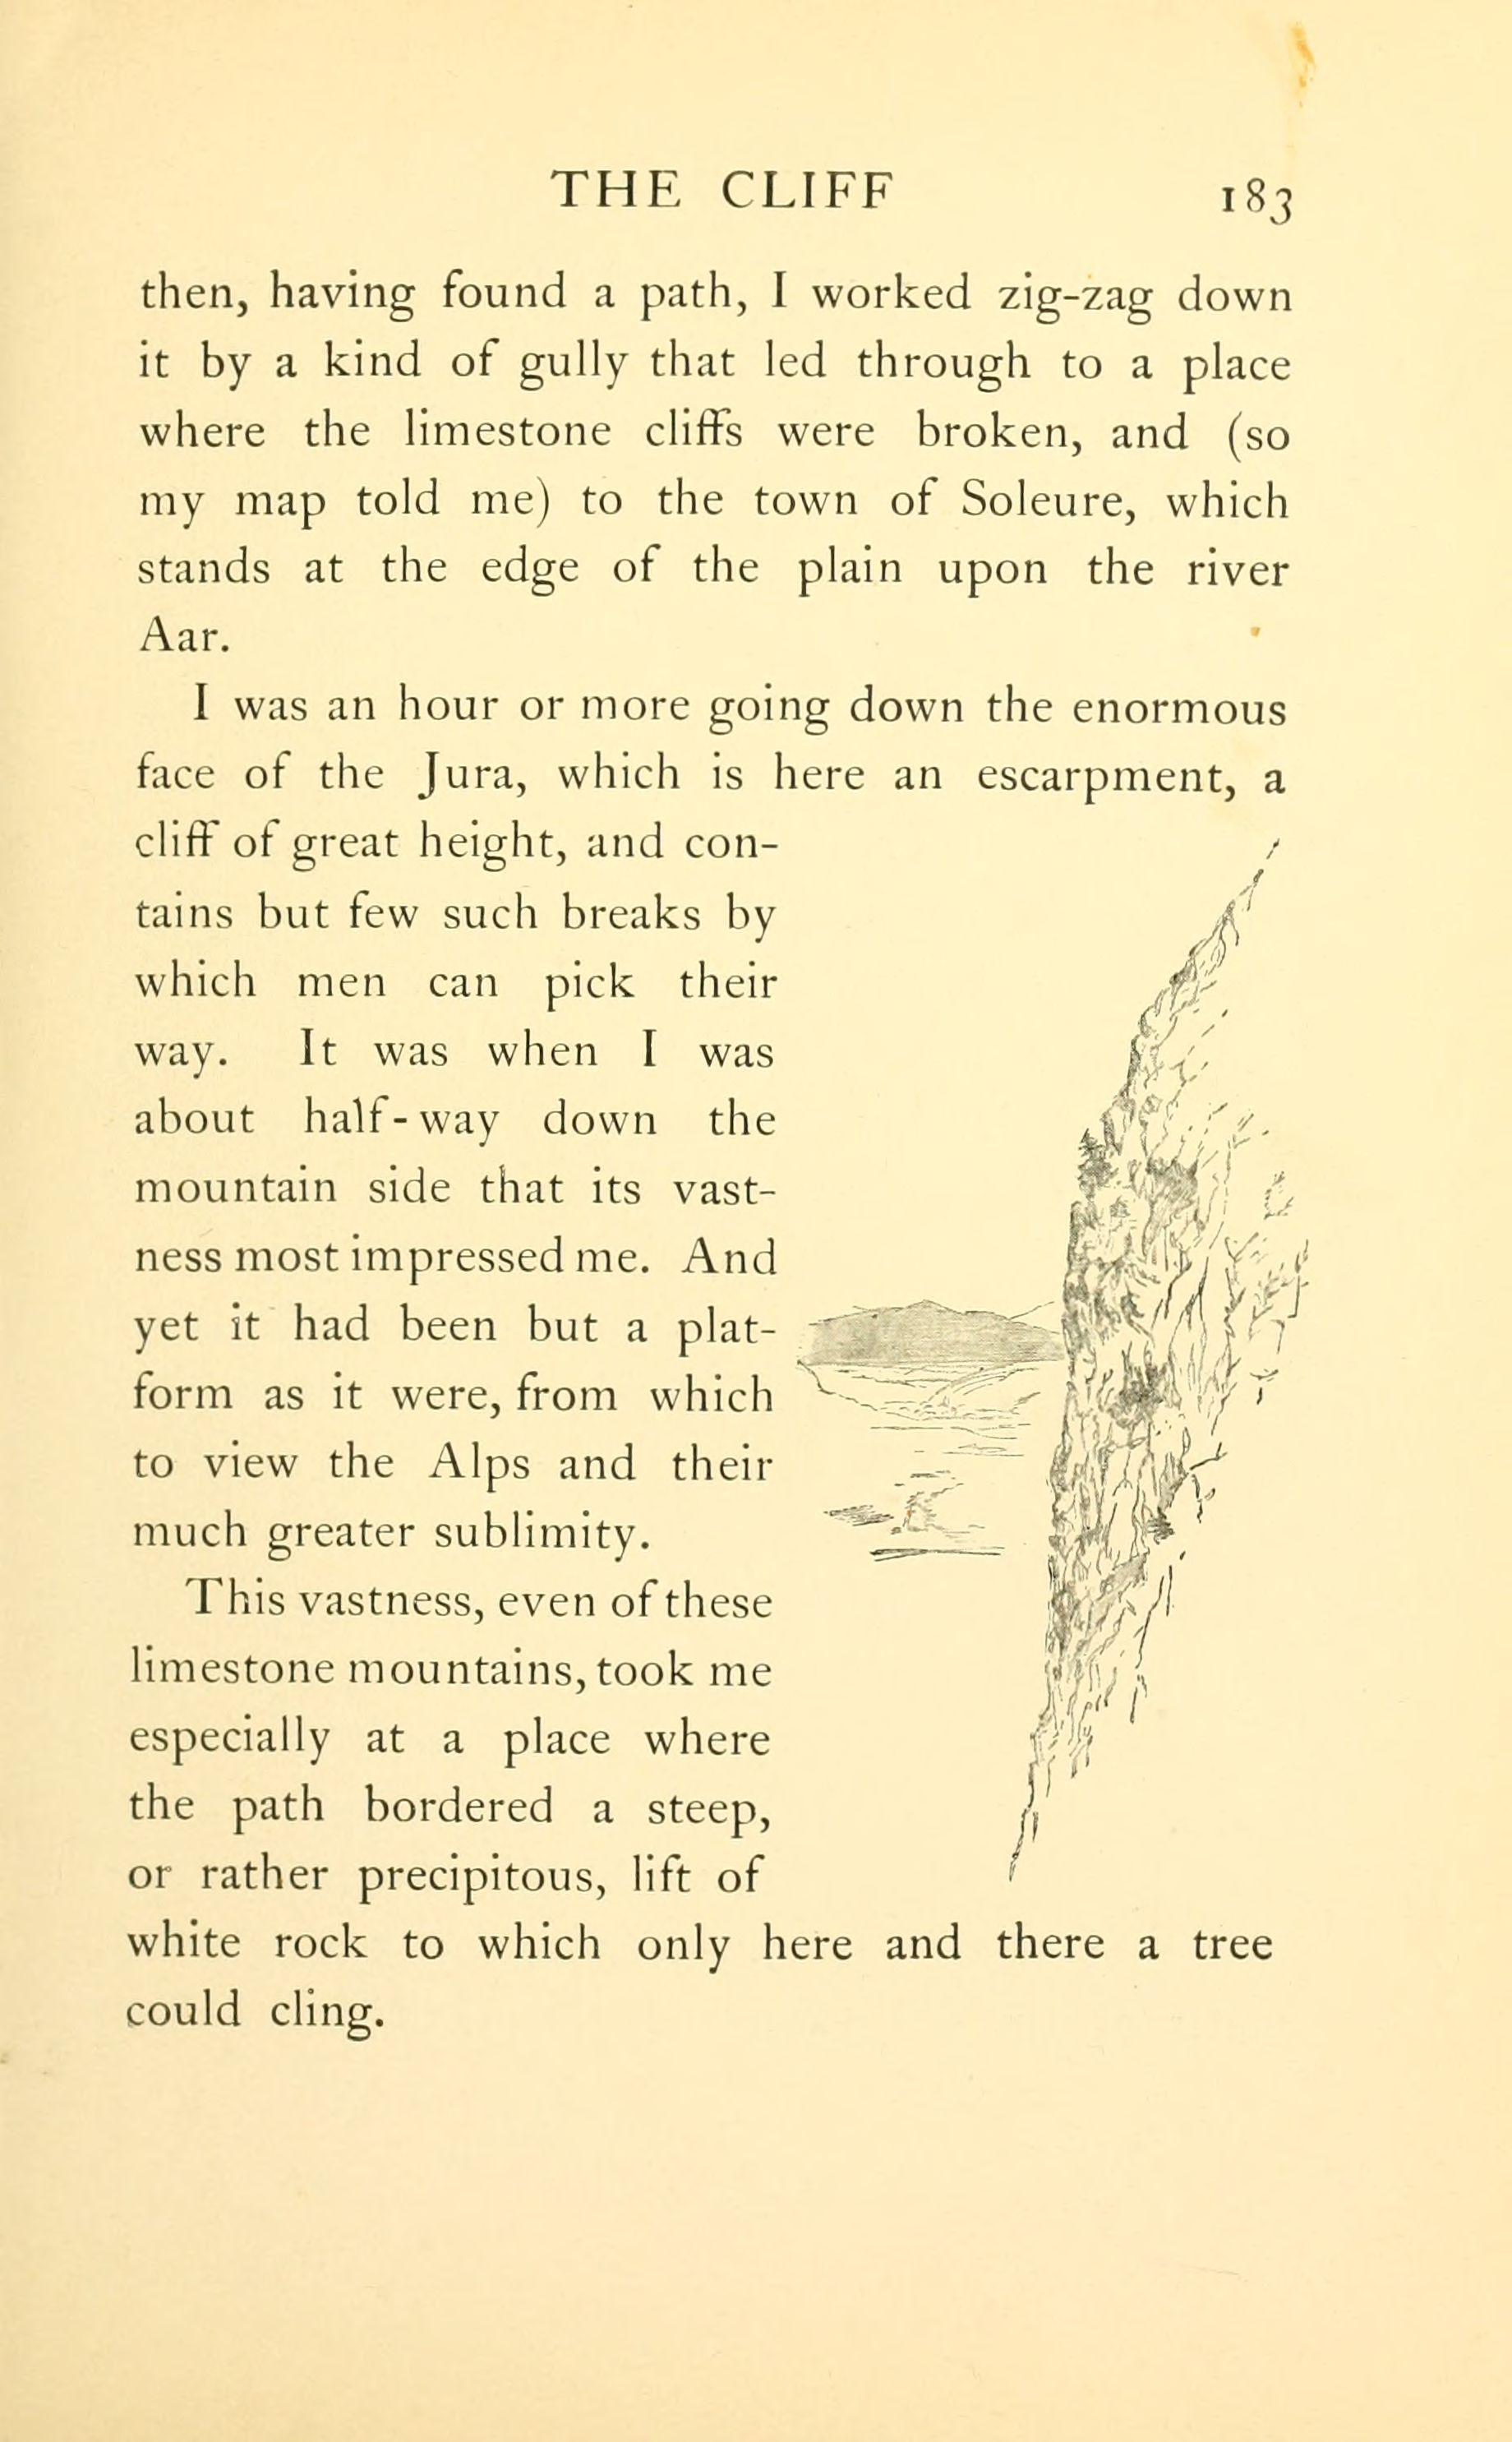 THE CLIFF 183
then, having found a path, I worked zig-zag down
it by a kind of gully that led through to a place
where the limestone cliffs were broken, and (so
my map told me) to the town of Soleure, which
stands at the edge of the plain upon the river
Aar.
I was an hour or more going down the enormous
face of the Jura, which is here an escarpment, a
cliff of great height, and con-
tains but few such breaks by
which men can pick their
way. It was when I was
about half-way down the
mountain side that its vast-
ness most impressed me. And
yet it had been but a plat-
form as it were, from which
to view the Alps and their
much greater sublimity.
This vastness, even of these
limestone mountains, took me
especially at a place where
the path bordered a steep,
or rather precipitous, lift of
white rock to which only here and there a tree
could cling.